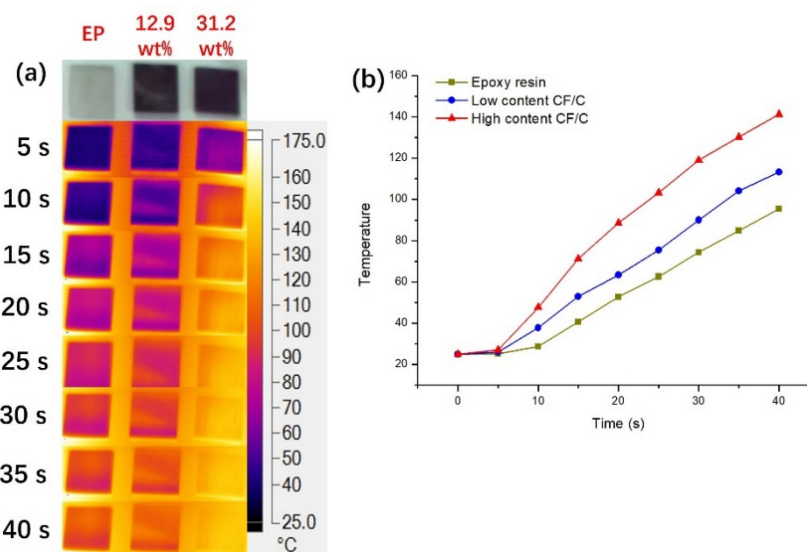 EP
12.9
wt%
31.2
wt%
(a)
5 s
10 s
15 s
20 s
25 s
30 s
35 s
40 s
175.0
160
150
140
130
120
110
100
90
80
70
60
50
40
25.0
°C
(b)
Epoxy resin
Low content CF/C
High content CF/C
160
140
120
100
80
60
40
20
Temperature
0
10
20
30
40
Time (s)